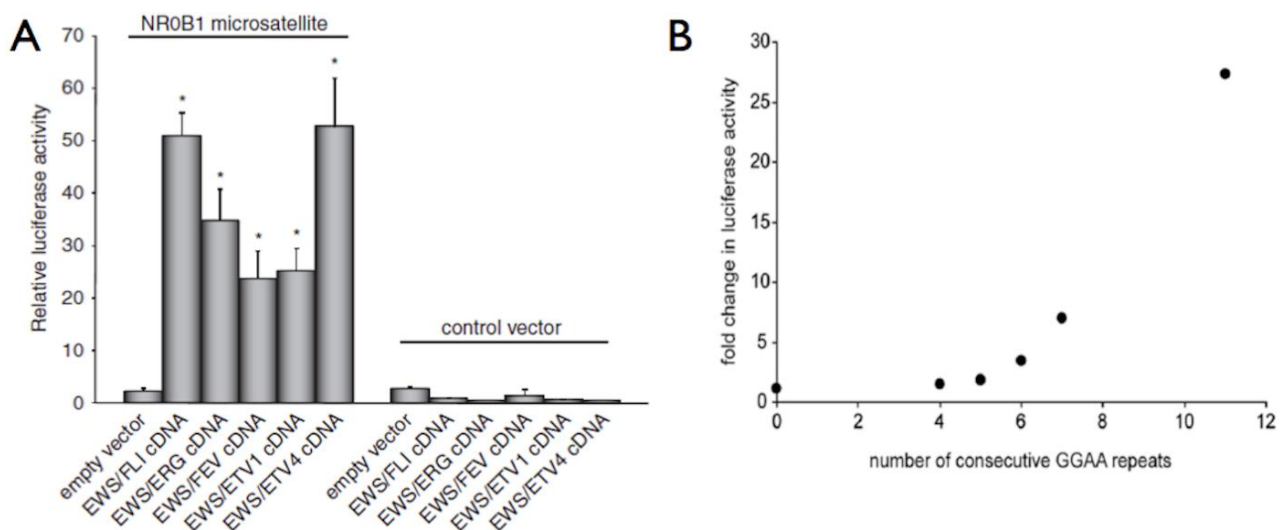 A
NR0B1 microsatellite
70
60
50
40
30
20
10
0
Relative luciferase activity
*
*
*
*
*
control vector
empty vector
EWS/FLI cDNA
EWS/ERG cDNA
EWS/FEV cDNA
EWS/ETV1 cDNA
EWS/ETV4 cDNA
empty vector
EWS/FLI cDNA
EWS/ERG cDNA
EWS/FEV cDNA
EWS/ETV1 cDNA
EWS/ETV4 cDNA
B
30
25
20
15
10
5
0
fold change in luciferase activity
0 2 4 6 8 10 12
number of consecutive GGAA repeats